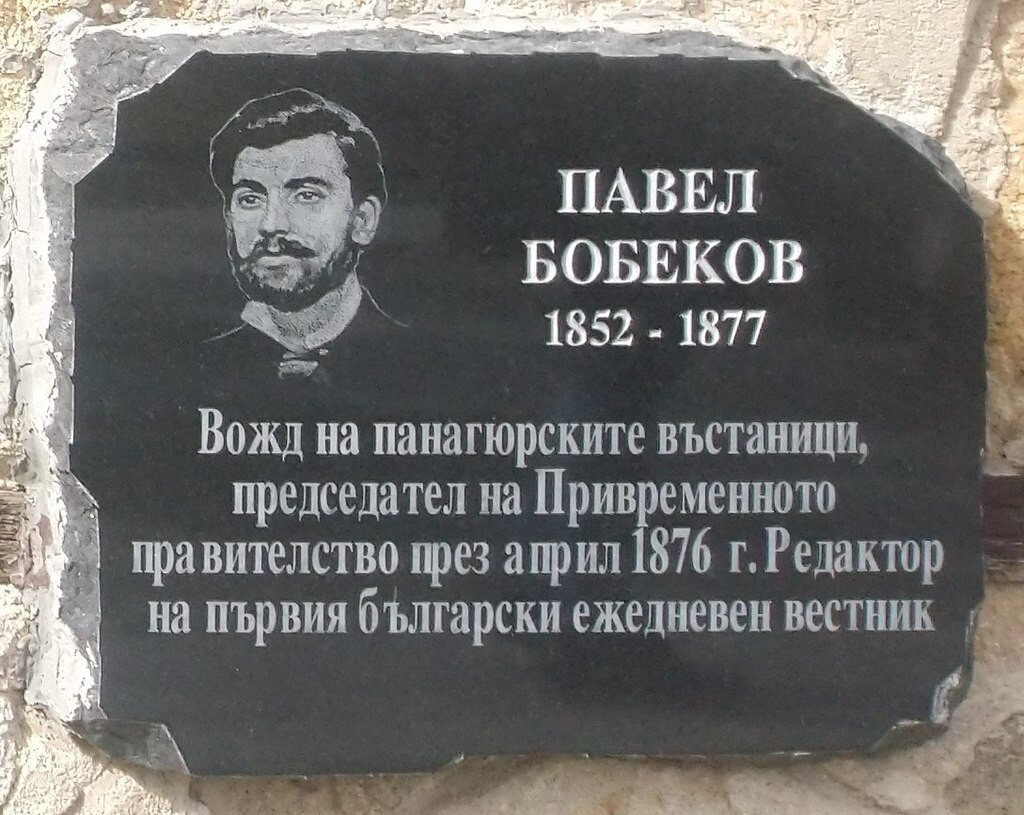 ПАВЕЛ
БОБЕКОВ
1852 - 1877
Вожд на панагюрските въстаници,
председател на Привременното
правителство през април 1876 г. Редактор
на първия български ежедневен вестник